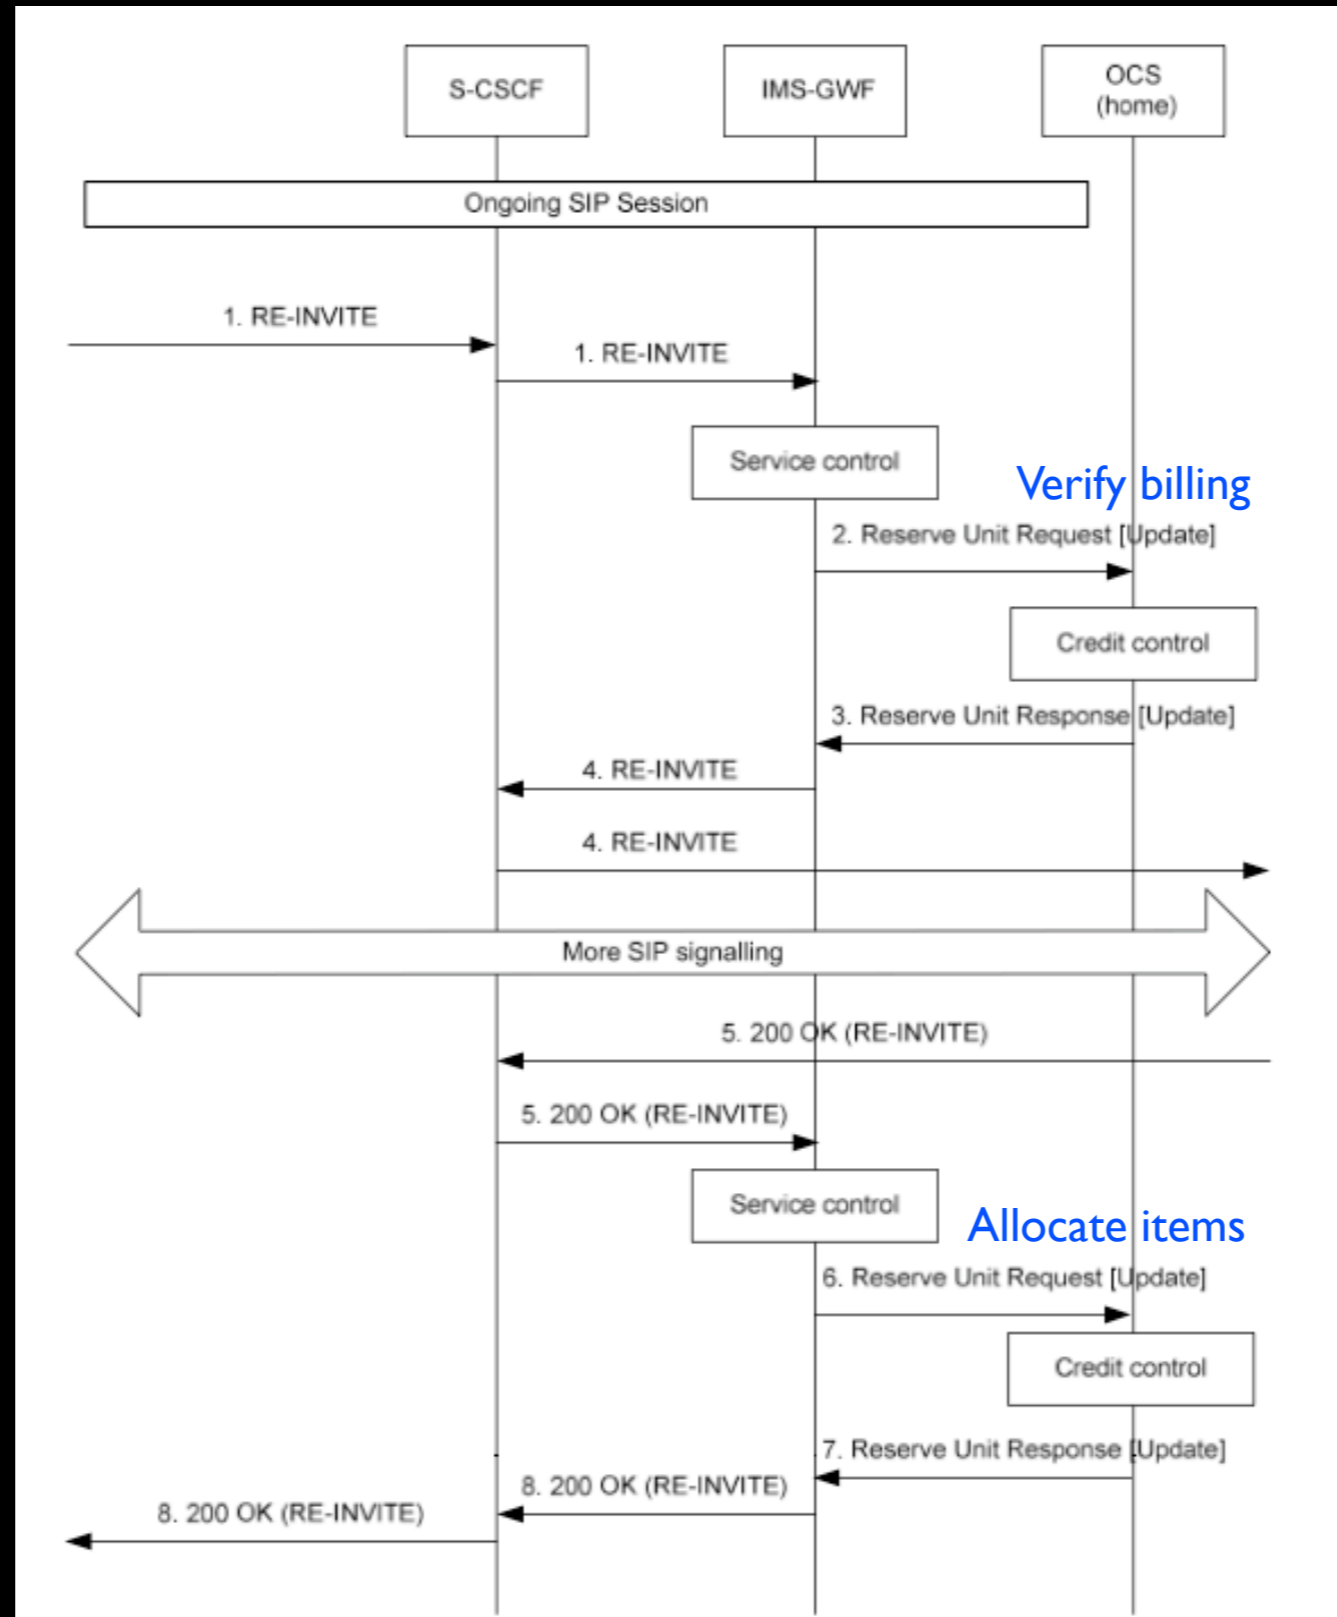 S-CSCF
IMS-GWF
OCS
(home)
Ongoing SIP Session
1. RE-INVITE
1. RE-INVITE
Service control
Verify billing
2. Reserve Unit Request [Update]
Credit control
3. Reserve Unit Response [Update]
4. RE-INVITE
4. RE-INVITE
More SIP signalling
5. 200 OK (RE-INVITE)
5. 200 OK (RE-INVITE)
Service control
Allocate items
6. Reserve Unit Request [Update]
Credit control
7. Reserve Unit Response [Update]
8. 200 OK (RE-INVITE)
8. 200 OK (RE-INVITE)